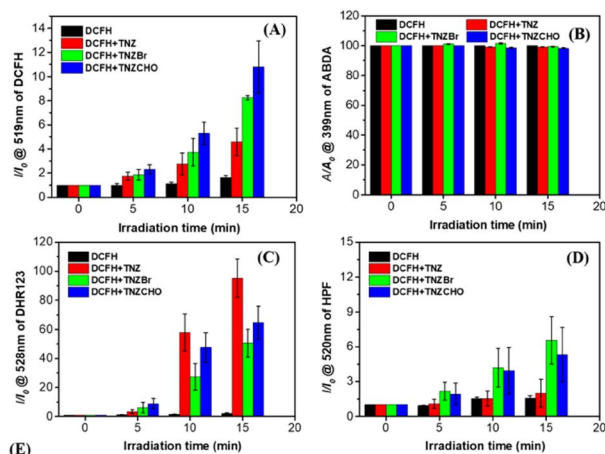 DCFH
DCFH+TNZ
DCFH+TNZBr
DCFH+TNZCHO
(A)
I/I0 @ 519nm of DCFH
14
12
10
8
6
4
2
0
0 5 10 15 20
Irradiation time (min)
DCFH DCFH+TNZ
DCFH+TNZBr DCFH+TNZCHO
(B)
A/A0 @ 399nm of ABDA
120
100
80
60
40
20
0
0 5 10 15 20
Irradiation time (min)
DCFH
DCFH+TNZ
DCFH+TNZBr
DCFH+TNZCHO
(C)
I/I0 @ 528nm of DHR123
120
100
80
60
40
20
0
0 5 10 15 20
Irradiation time (min)
DCFH
DCFH+TNZ
DCFH+TNZBr
DCFH+TNZCHO
(D)
I/I0 @ 520nm of HPF
15
12
9
6
3
0
0 5 10 15 20
Irradiation time (min)
(E)